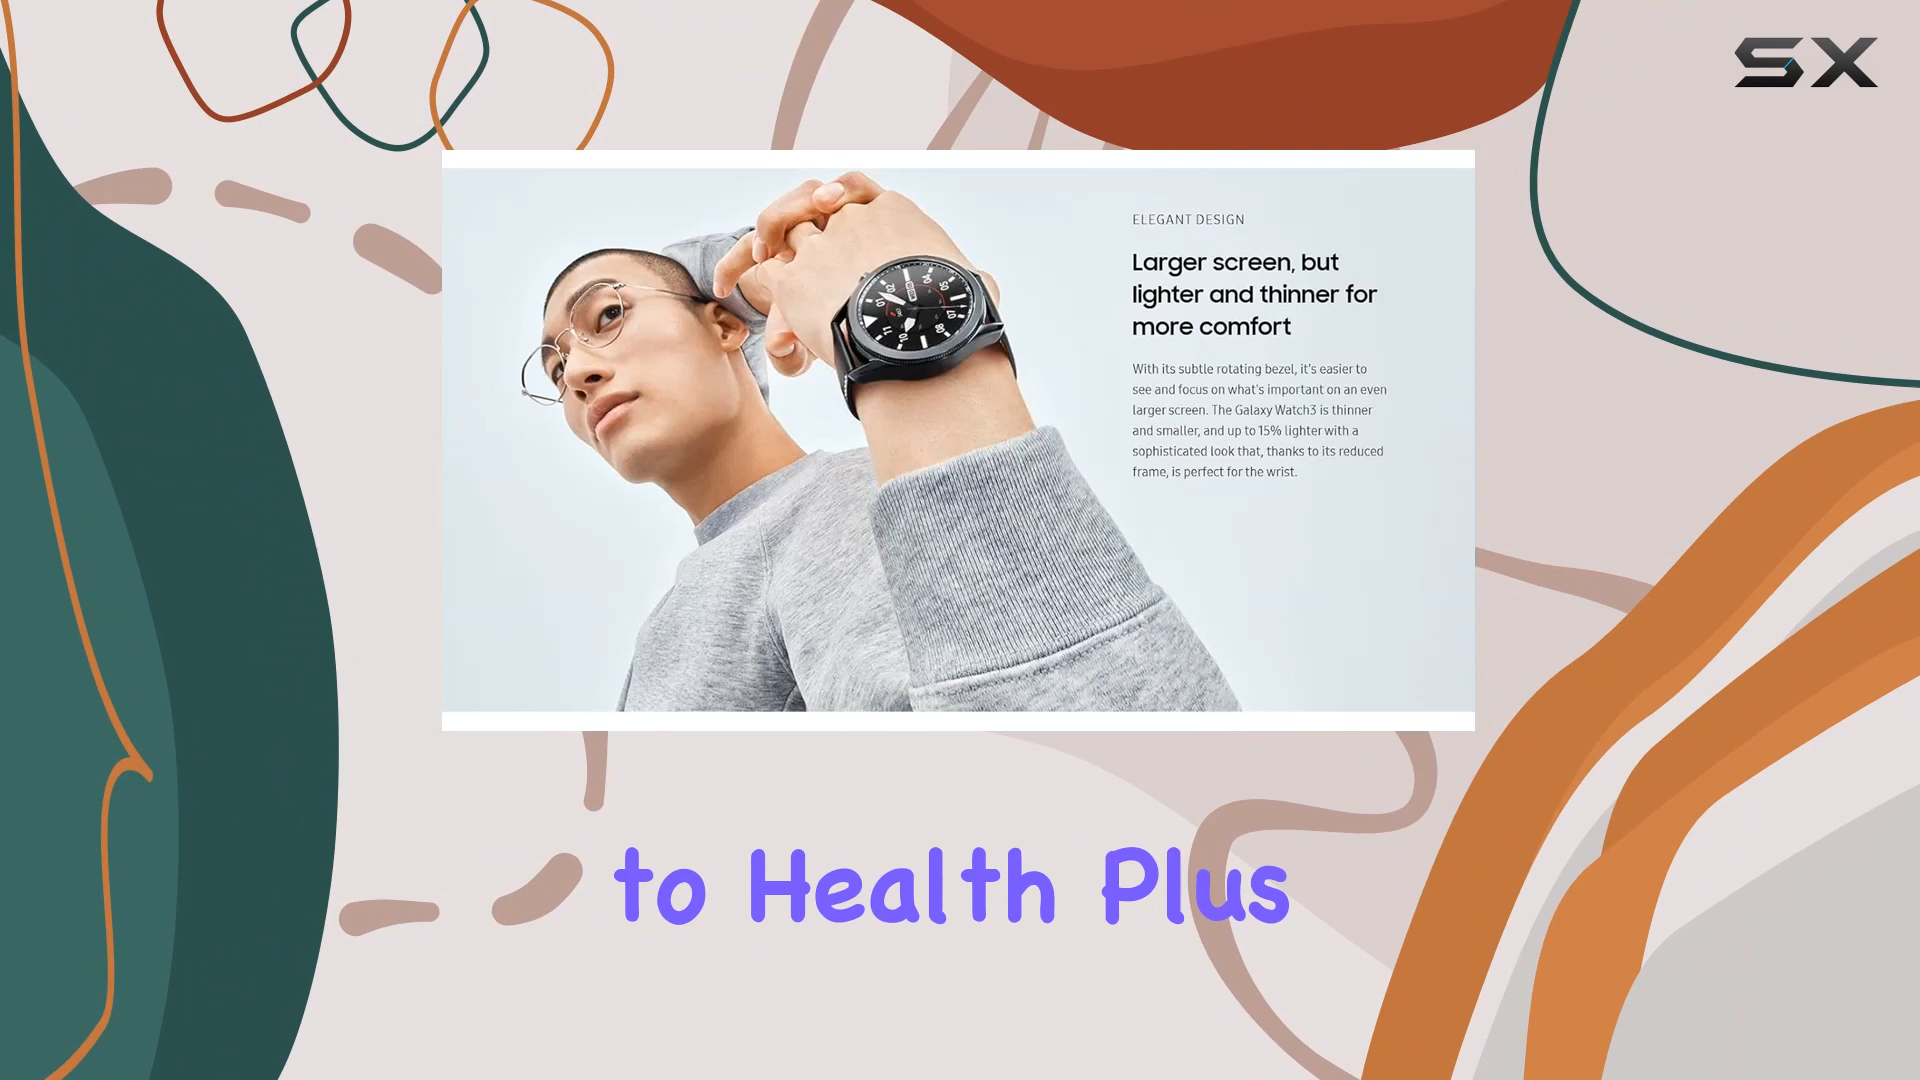 SX
ELEGANT DESIGN
Larger screen, but
lighter and thinner for
more comfort
With its subtle rotating bezel, it's easier to
see and focus on what's important on an even
larger screen. The Galaxy Watch3 is thinner
and smaller, and up to 15% lighter with a
sophisticated look that, thanks to its reduced
frame, is perfect for the wrist.
to Health Plus